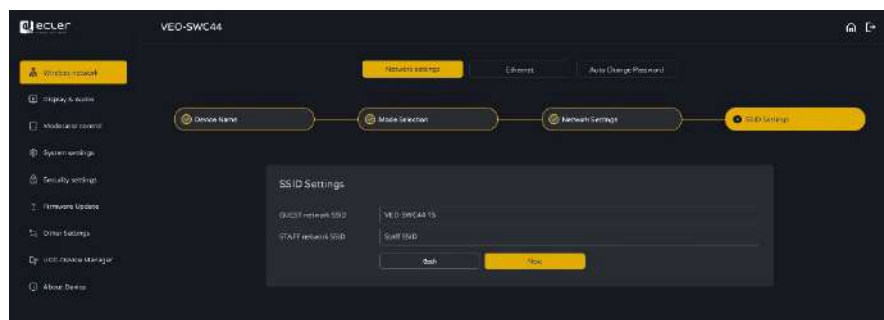 ecler
VEO-SWC44
Wireless network
Display & Audio
Moderator control
System settings
Security settings
Firmware Update
Other Settings
USB Device Manager
About Device
Network settings
Ethernet
Auto Change Password
Device Name
Mode Selection
Network Settings
SSID Settings
SSID Settings
GUEST network SSID
VEO-SWC44-15
STAFF network SSID
Staff SSID
Back
Next